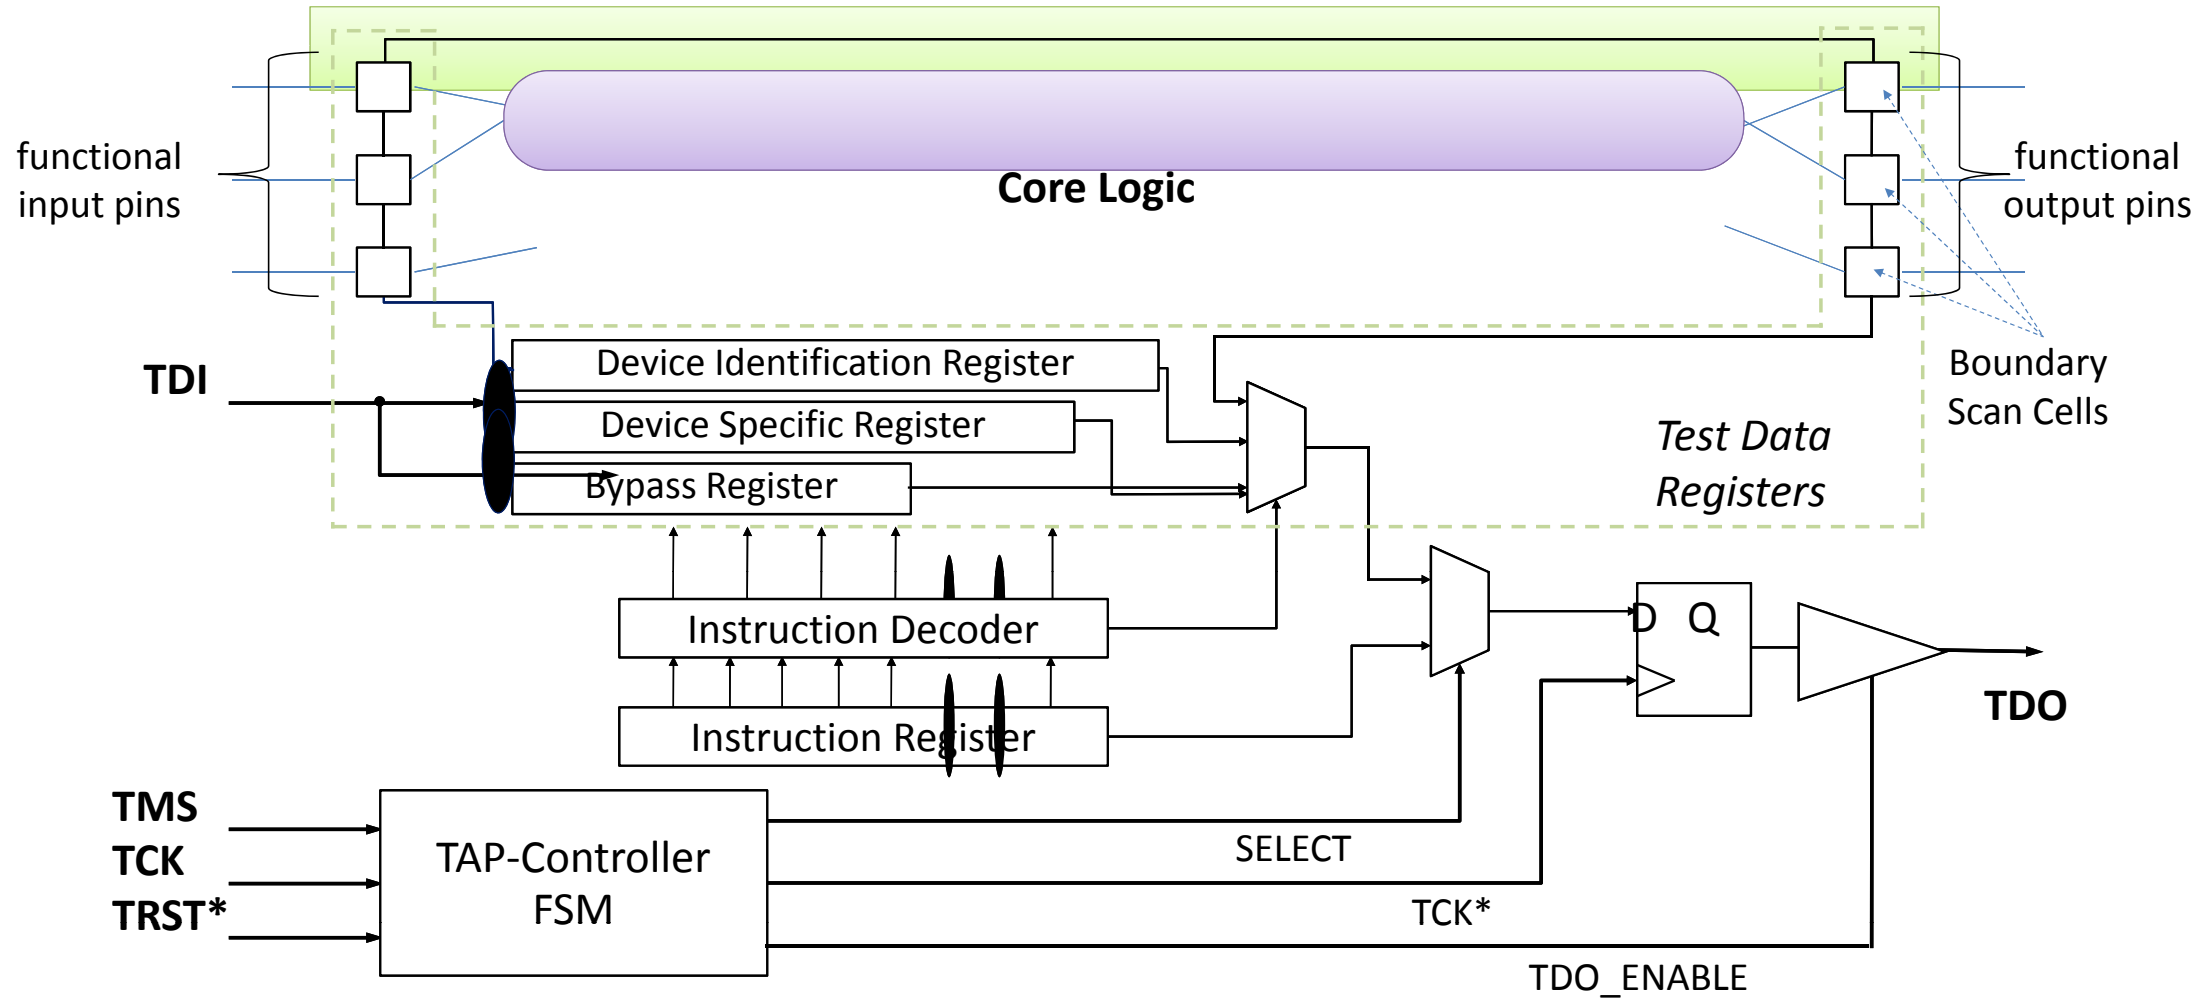 functional
input pins
Core Logic
functional
output pins
TDI
Device Identification Register
Device Specific Register
Bypass Register
Boundary
Scan Cells
Test Data
Registers
Instruction Decoder
D Q
Instruction Register
TDO
TMS
TCK
TRST*
TAP-Controller
FSM
SELECT
TCK*
TDO_ENABLE